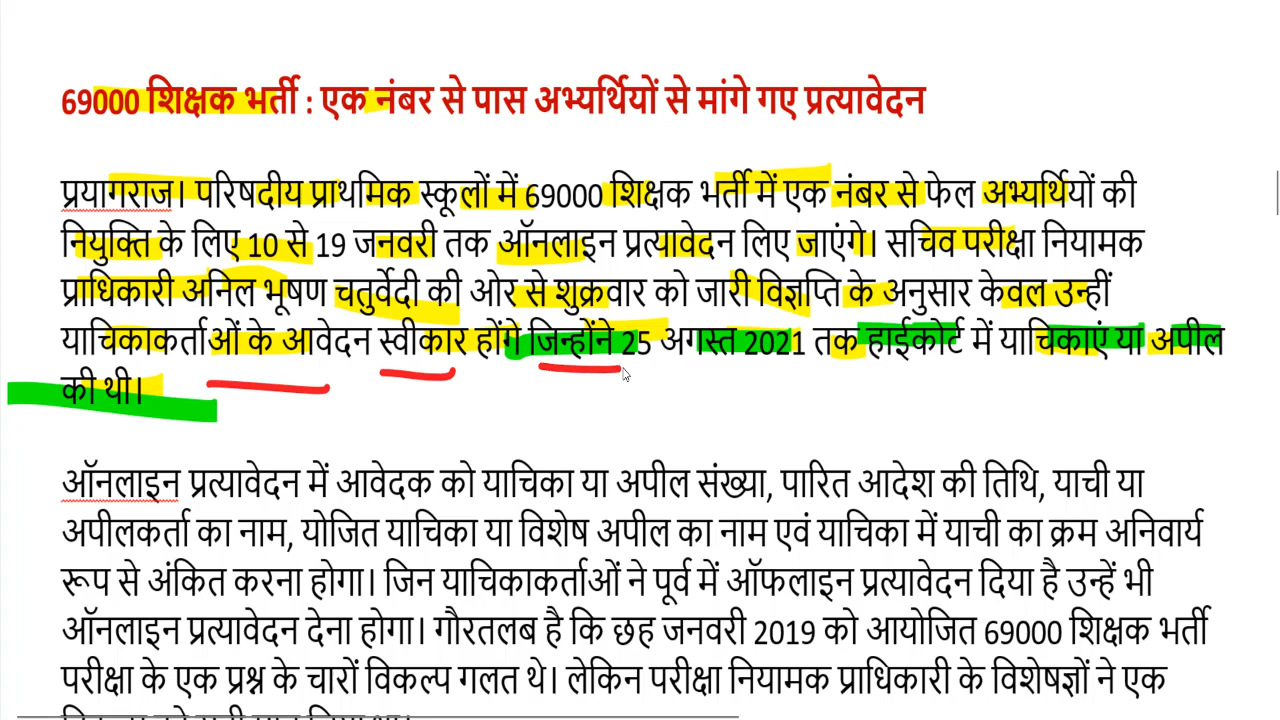 69000 शिक्षक भर्ती : एक नंबर से पास अभ्यर्थियों से मांगे गए प्रत्यावेदन
प्रयागराज। परिषदीय प्राथमिक स्कूलों में 69000 शिक्षक भर्ती में एक नंबर से फेल अभ्यर्थियों की
नियुक्ति के लिए 10 से 19 जनवरी तक ऑनलाइन प्रत्यावेदन लिए जाएंगे। सचिव परीक्षा नियामक
प्राधिकारी अनिल भूषण चतुर्वेदी की ओर से शुक्रवार को जारी विज्ञप्ति के अनुसार केवल उन्हीं
याचिकाकर्ताओं के आवेदन स्वीकार होंगे जिन्होंने 25 अगस्त 2021 तक हाईकोर्ट में याचिकाएं या अपील
की थी।
ऑनलाइन प्रत्यावेदन में आवेदक को याचिका या अपील संख्या, पारित आदेश की तिथि, याची या
अपीलकर्ता का नाम, योजित याचिका या विशेष अपील का नाम एवं याचिका में याची का क्रम अनिवार्य
रूप से अंकित करना होगा। जिन याचिकाकर्ताओं ने पूर्व में ऑफलाइन प्रत्यावेदन दिया है उन्हें भी
ऑनलाइन प्रत्यावेदन देना होगा। गौरतलब है कि छह जनवरी 2019 को आयोजित 69000 शिक्षक भर्ती
परीक्षा के एक प्रश्न के चारों विकल्प गलत थे। लेकिन परीक्षा नियामक प्राधिकारी के विशेषज्ञों ने एक